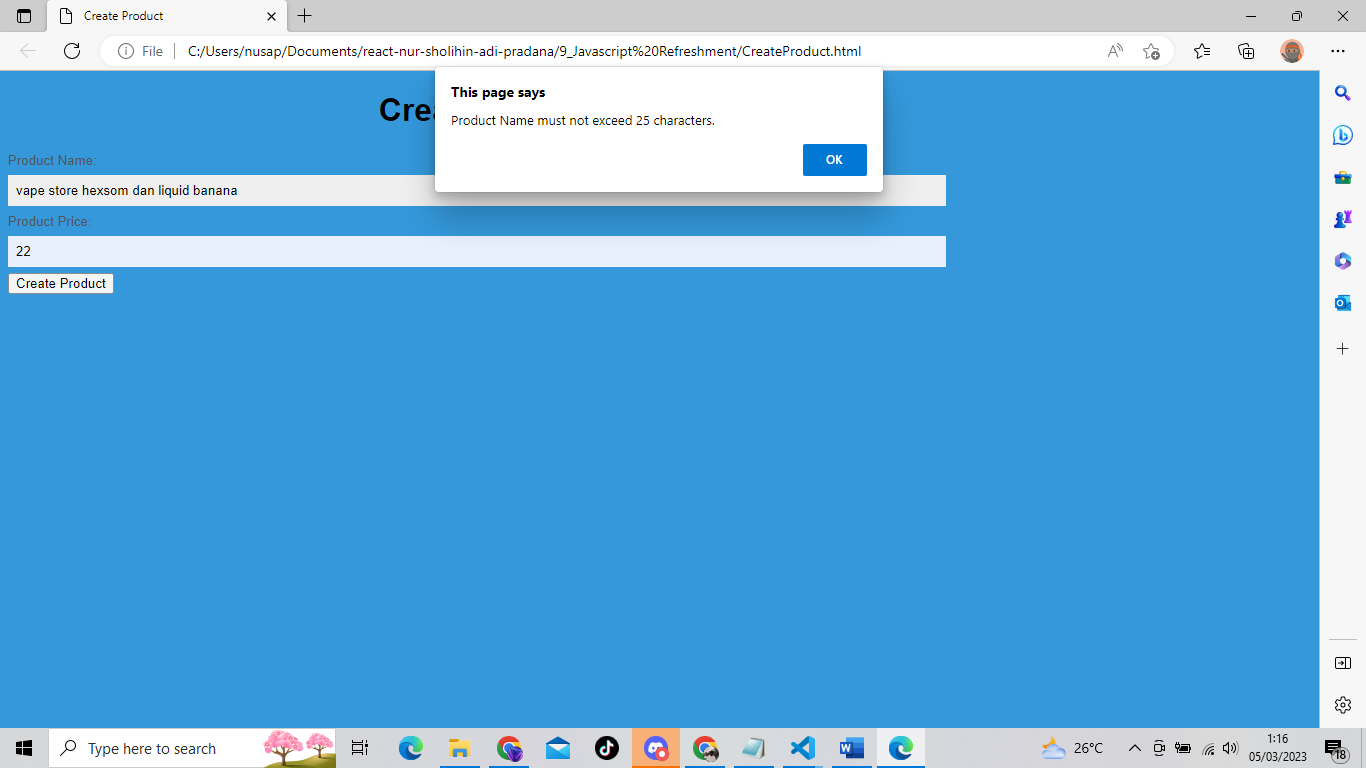 Create Product
File
C:/Users/nusap/Documents/react-nur-sholihin-adi-pradana/9_Javascript%20Refreshment/CreateProduct.html
This page says
Product Name must not exceed 25 characters.
OK
Crea
Product Name:
vape store hexsom dan liquid banana
Product Price:
22
Create Product
Type here to search
26°C
1:16
05/03/2023
18